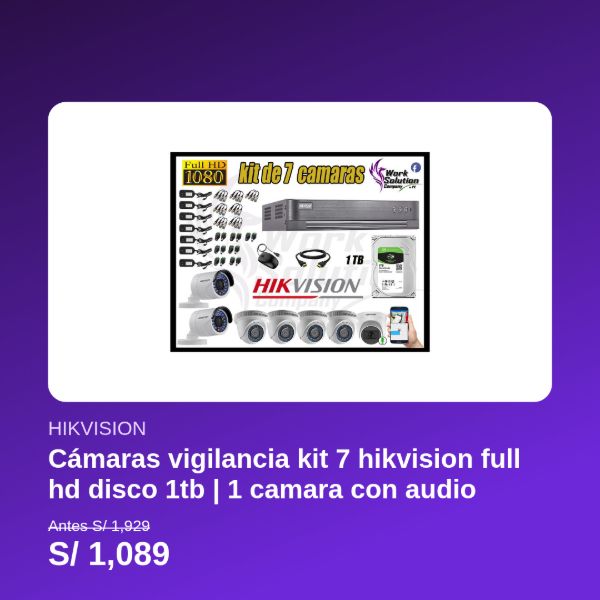 Full HD
1080
kit de 7 camaras
Work
Solution
Company
1 TB
HIKVISION
HIKVISION
Cámaras vigilancia kit 7 hikvision full
hd disco 1tb | 1 camara con audio
Antes S/ 1,929
S/ 1,089